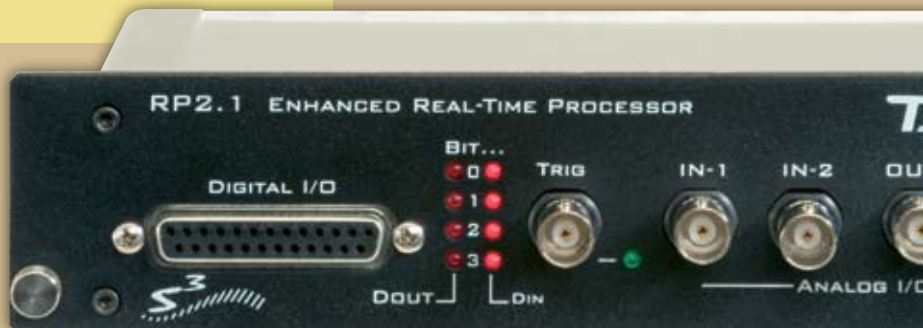 RP2.1 ENHANCED REAL-TIME PROCESSOR
BIT...
0
DIGITAL I/O
TRIG
IN-1
IN-2
1
2
3
S3
DOUT
DIN
ANALOG I/O